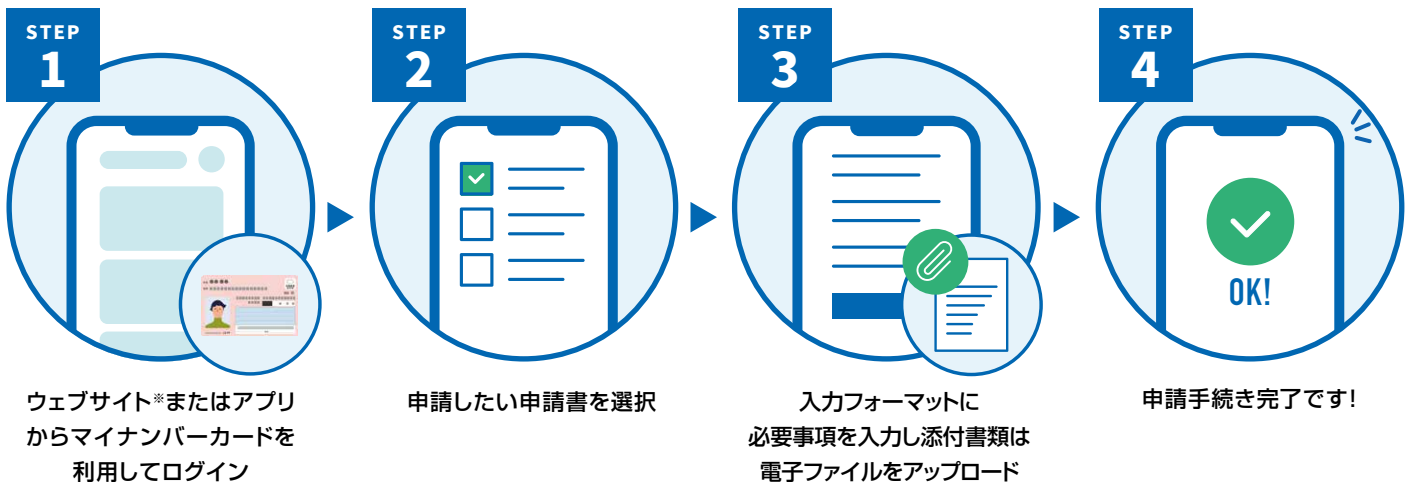 STEP
1
ウェブサイト※またはアプリ
からマイナンバーカードを
利用してログイン
STEP
2
申請したい申請書を選択
STEP
3
入力フォーマットに
必要事項を入力し添付書類は
電子ファイルをアップロード
STEP
4
OK!
申請手続き完了です!